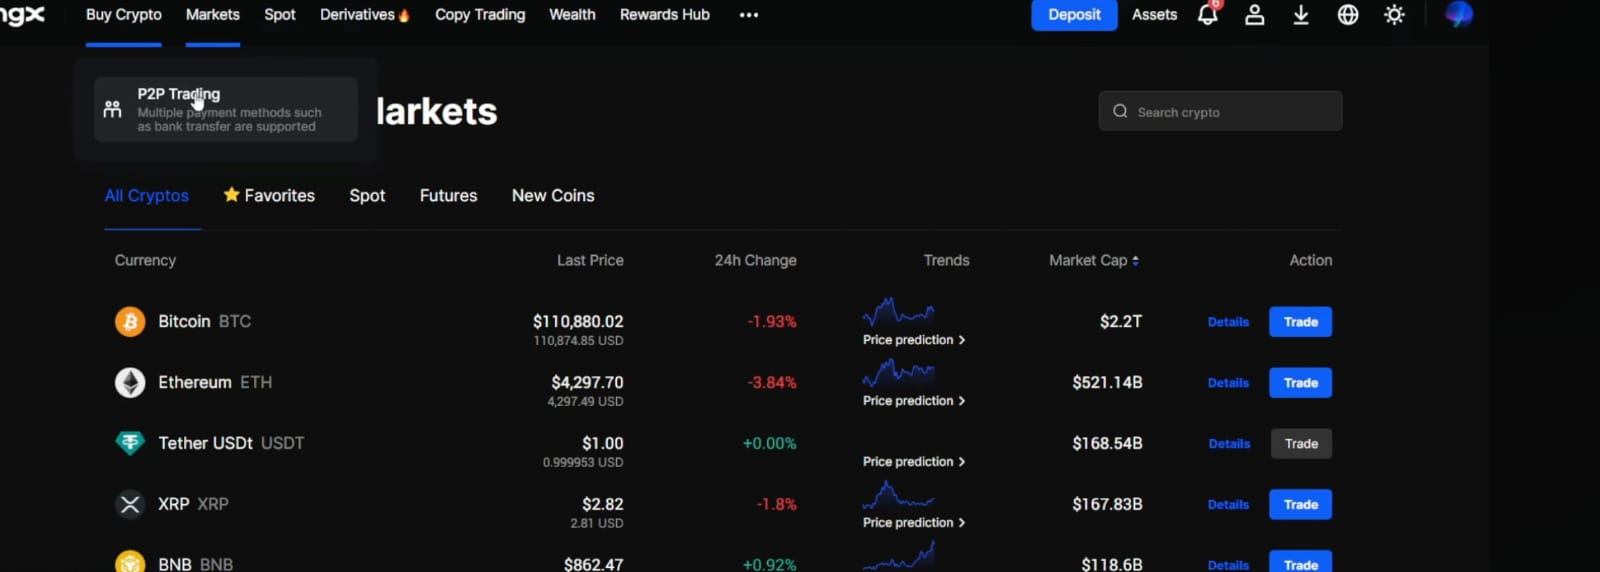 ngx Buy Crypto Markets Spot Derivatives Copy Trading Wealth Rewards Hub ••• Deposit Assets
P2P Trading
Multiple payment methods such
as bank transfer are supported
larkets
Search crypto
All Cryptos Favorites Spot Futures New Coins
Currency Last Price 24h Change Trends Market Cap Action
Bitcoin BTC $110,880.02 -1.93% $2.2T Details Trade
110,874.85 USD Price prediction >
Ethereum ETH $4,297.70 -3.84% $521.14B Details Trade
4,297.49 USD Price prediction >
Tether USDt USDT $1.00 +0.00% $168.54B Details Trade
0.999953 USD Price prediction >
XRP XRP $2.82 -1.8% $167.83B Details Trade
2.81 USD Price prediction >
BNB BNB $862.47 +0.92% $118.6B Details Trade